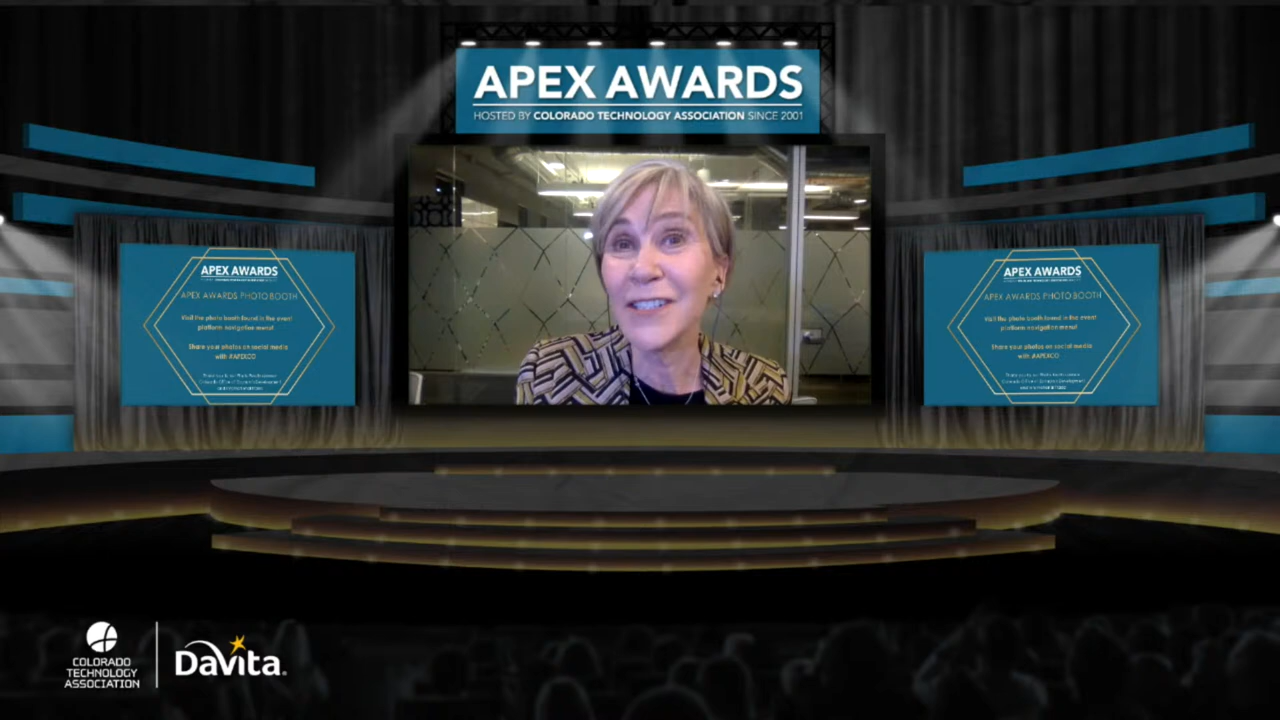 APEX AWARDS
HOSTED BY COLORADO TECHNOLOGY ASSOCIATION SINCE 2001
APEX AWARDS
APEX AWARDS PHOTO BOOTH
Visit the photo booth found in the event
platform navigation menu!
Share your photos on social media
with #APEXCO
APEX AWARDS
APEX AWARDS PHOTO BOOTH
Visit the photo booth found in the event
platform navigation menu!
Share your photos on social media
with #APEXCO
COLORADO
TECHNOLOGY
ASSOCIATION
DaVita.